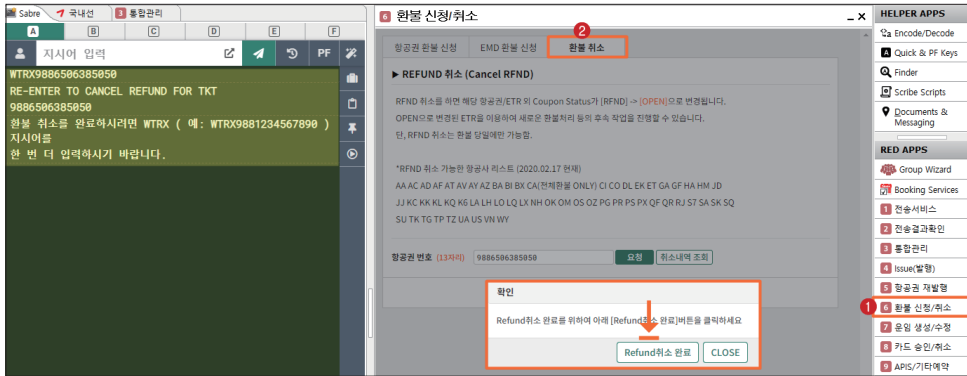 Sabre
국내선
3 통합관리
A B C D E F
지시어 입력
PF
WTRX9886506385050
RE-ENTER TO CANCEL REFUND FOR TKT
9886506385050
환불 취소를 완료하시려면 WTRX ( 예: WTRX9881234567890 )
지시어를
한 번 더 입력하시기 바랍니다.
6 환불 신청/취소
2
항공권 환불 신청 EMD 환불 신청 환불 취소
▶ REFUND 취소 (Cancel RFND)
RFND 취소를 하면 해당 항공권/ETR 의 Coupon Status가 [RFND] -> [OPEN]으로 변경됩니다.
OPEN으로 변경된 ETR을 이용하여 새로운 환불처리 등의 후속 작업을 진행할 수 있습니다.
단, RFND 취소는 환불 당일에만 가능함.
*RFND 취소 가능한 항공사 리스트 (2020.02.17 현재)
AA AC AD AF AT AV AY AZ BA BI BX CA(전체환불 ONLY) CI CO DL EK ET GA GF HA HM JD
JJ KC KK KL KQ K6 LA LH LO LQ LX NH OK OM OS OZ PG PR PS PX QF QR RJ S7 SA SK SQ
SU TK TG TP TZ UA US VN WY
항공권 번호 (13자리) 9886506385050 요청 취소내역 조회
확인
Refund취소 완료를 위하여 아래 [Refund취소 완료]버튼을 클릭하세요
Refund취소 완료 CLOSE
HELPER APPS
Encode/Decode
Quick & PF Keys
Finder
Scribe Scripts
Documents &
Messaging
RED APPS
Group Wizard
Booking Services
1 전송서비스
2 전송결과확인
3 통합관리
4 Issue(발행)
5 항공권 재발행
1
6 환불 신청/취소
7 운임 생성/수정
8 카드 승인/취소
9 APIS/기타예약